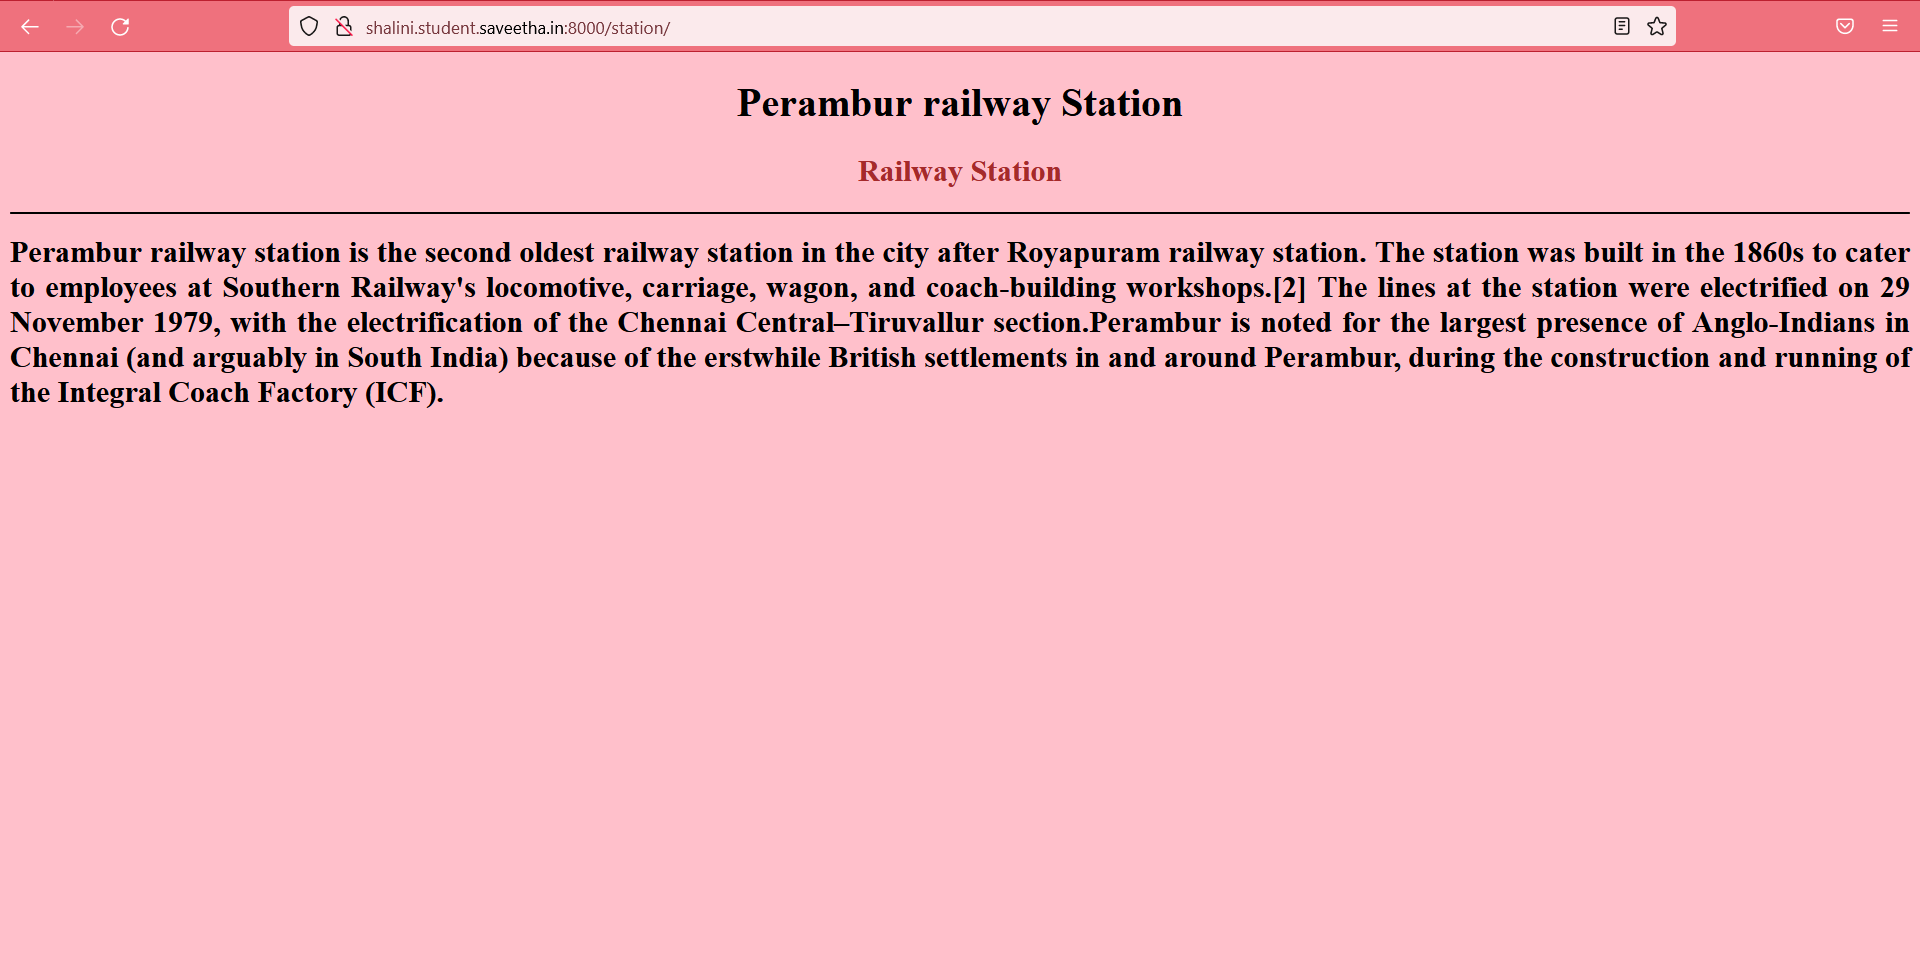 shalini.student.saveetha.in:8000/station/
Perambur railway Station
Railway Station
Perambur railway station is the second oldest railway station in the city after Royapuram railway station. The station was built in the 1860s to cater
to employees at Southern Railway's locomotive, carriage, wagon, and coach-building workshops.[2] The lines at the station were electrified on 29
November 1979, with the electrification of the Chennai Central–Tiruvallur section.Perambur is noted for the largest presence of Anglo-Indians in
Chennai (and arguably in South India) because of the erstwhile British settlements in and around Perambur, during the construction and running of
the Integral Coach Factory (ICF).